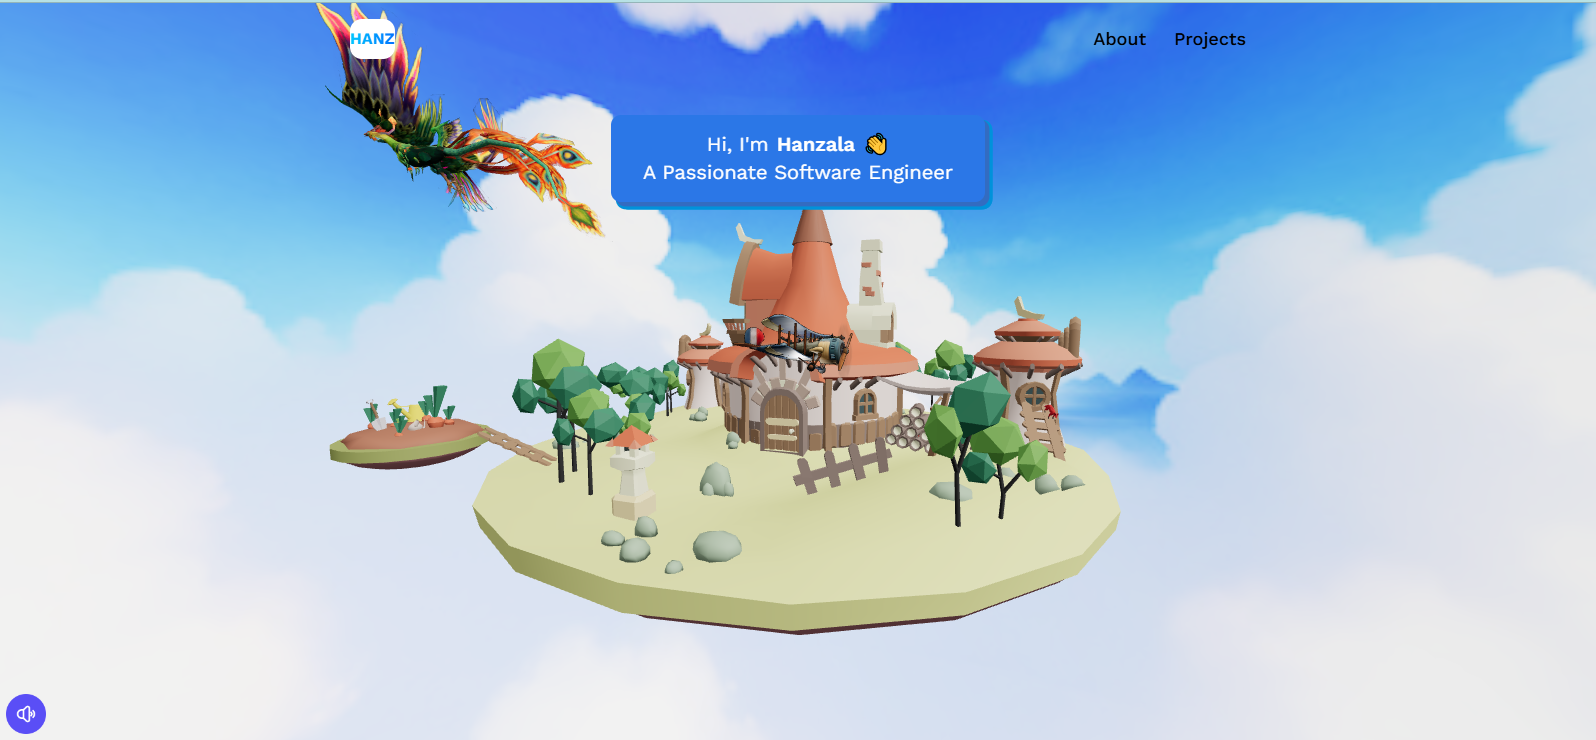 HANZ
About
Projects
Hi, I'm Hanzala 👋
A Passionate Software Engineer